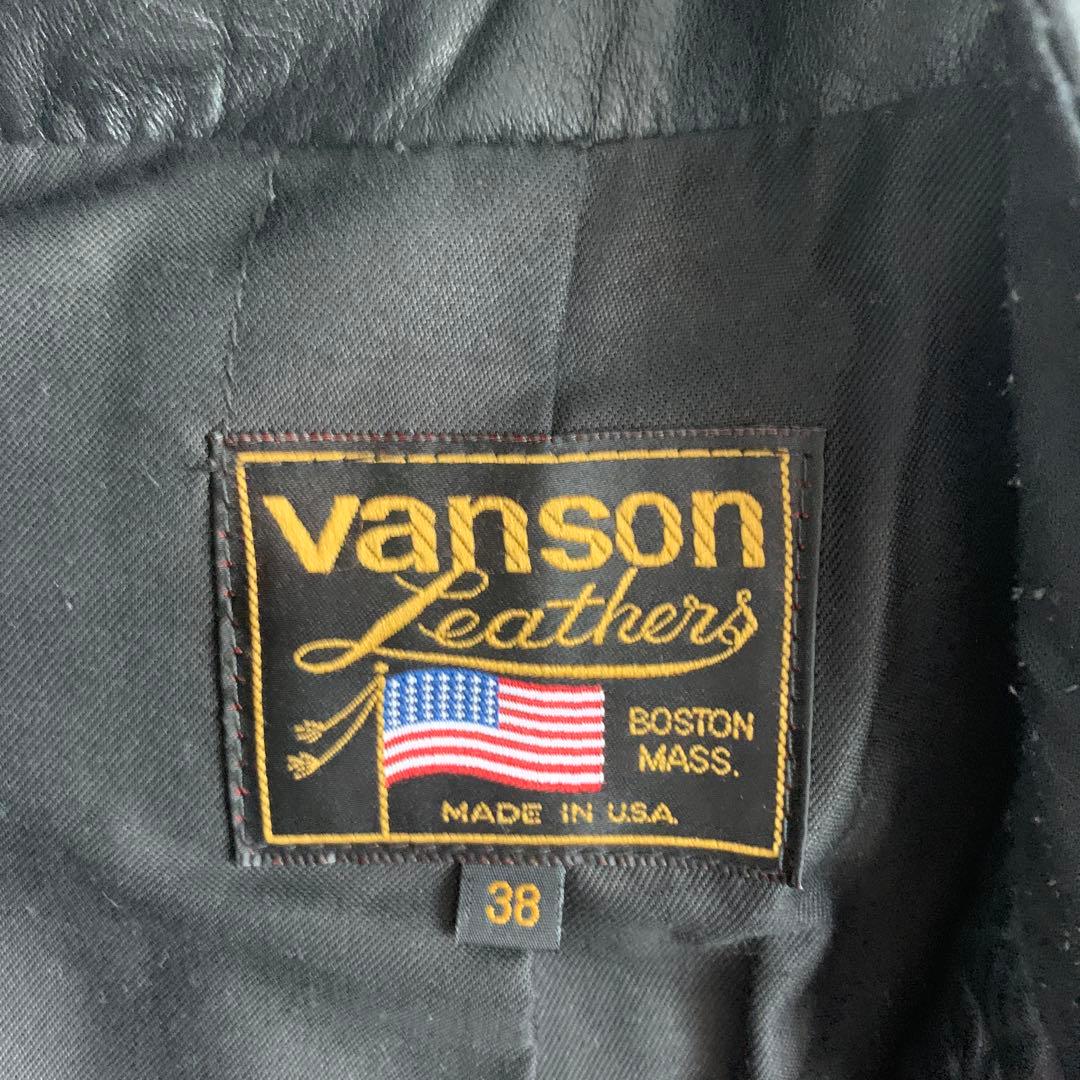 vanson
Leathers
BOSTON
MASS.
MADE IN U.S.A.
38